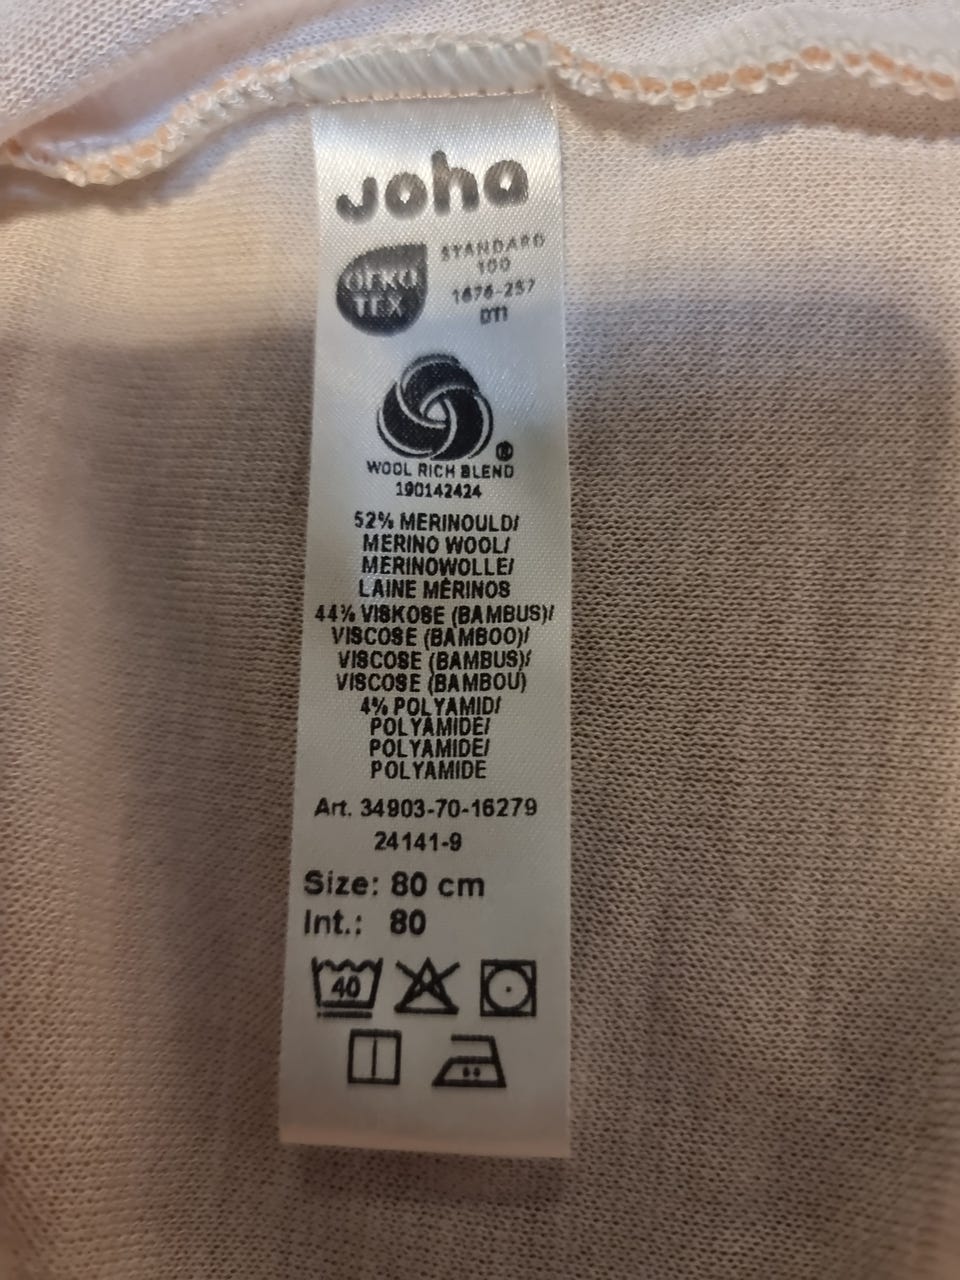 Joha
OEKO
TEX
STANDARD
100
1676-257
DTI
WOOL RICH BLEND
190142424
52% MERINOULD/
MERINO WOOL/
MERINOWOLLE/
LAINE MÉRINOS
44% VISKOSE (BAMBUS)/
VISCOSE (BAMBOO)/
VISCOSE (BAMBUS)/
VISCOSE (BAMBOU)
4% POLYAMID/
POLYAMIDE/
POLYAMIDE/
POLYAMIDE
Art. 34903-70-16279
24141-9
Size: 80 cm
Int.: 80
40